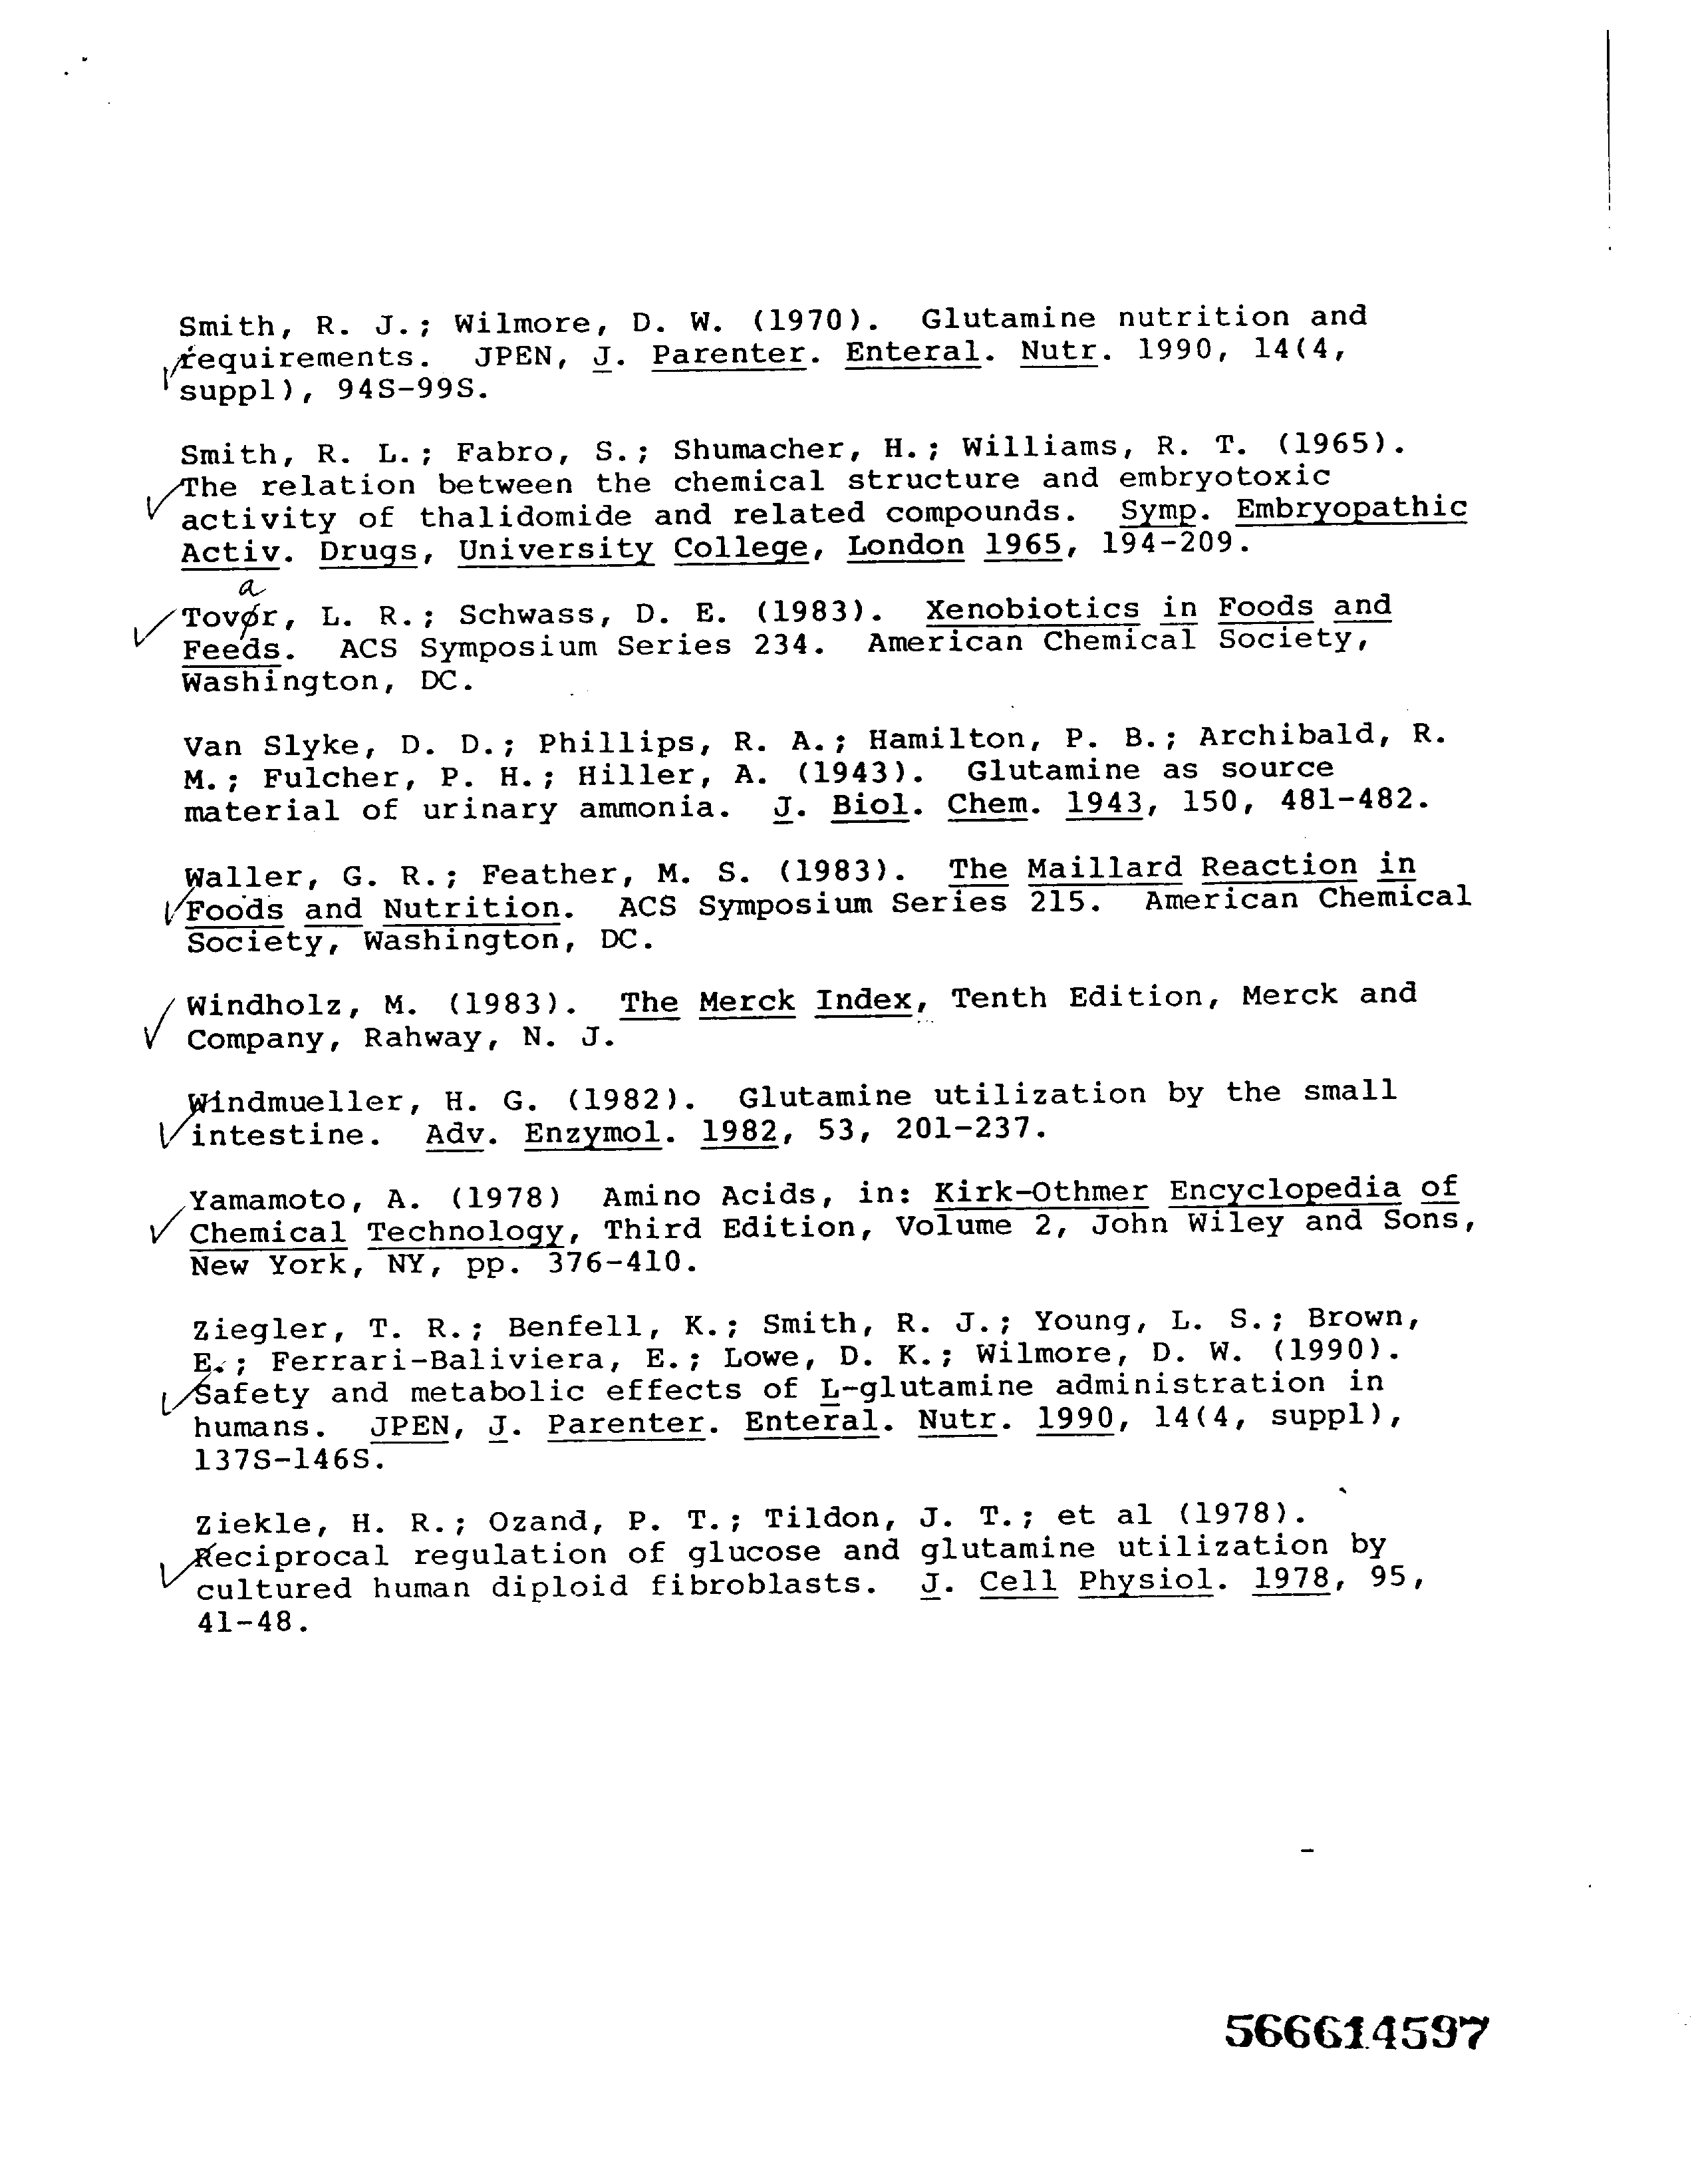 Smith, R. J.; Wilmore, D. W. (1970). Glutamine nutrition and
requirements. JPEN, J. Parenter. Enteral. Nutr. 1990, 14(4,
suppl), 94S-99S.
Smith, R. L.; Fabro, S.; Shumacher, H.; Williams, R. T. (1965).
The relation between the chemical structure and embryotoxic
activity of thalidomide and related compounds. Symp. Embryopathic
Activ. Drugs, University College, London 1965, 194-209.
a
Tovor, L. R.; Schwass, D. E. (1983). Xenobiotics in Foods and
Feeds. ACS Symposium Series 234. American Chemical Society,
Washington, DC.
Van Slyke, D. D.; Phillips, R. A.; Hamilton, P. B.; Archibald, R.
M.; Fulcher, P. H.; Hiller, A. (1943). Glutamine as source
material of urinary ammonia. J. Biol. Chem. 1943, 150, 481-482.
Waller, G. R.; Feather, M. S. (1983). The Maillard Reaction in
Foods and Nutrition. ACS Symposium Series 215. American Chemical
Society, Washington, DC.
Windholz, M. (1983). The Merck Index, Tenth Edition, Merck and
Company, Rahway, N. J.
Windmueller, H. G. (1982). Glutamine utilization by the small
intestine. Adv. Enzymol. 1982, 53, 201-237.
Yamamoto, A. (1978) Amino Acids, in: Kirk-Othmer Encyclopedia of
Chemical Technology, Third Edition, Volume 2, John Wiley and Sons,
New York, NY, pp. 376-410.
Ziegler, T. R.; Benfell, K.; Smith, R. J.; Young, L. S.; Brown,
E.; Ferrari-Baliviera, E.; Lowe, D. K.; Wilmore, D. W. (1990).
Safety and metabolic effects of L-glutamine administration in
humans. JPEN, J. Parenter. Enteral. Nutr. 1990, 14(4, suppl),
137S-146S.
Ziekle, H. R.; Ozand, P. T.; Tildon, J. T.; et al (1978).
Reciprocal regulation of glucose and glutamine utilization by
cultured human diploid fibroblasts. J. Cell Physiol. 1978, 95,
41-48.
566614597